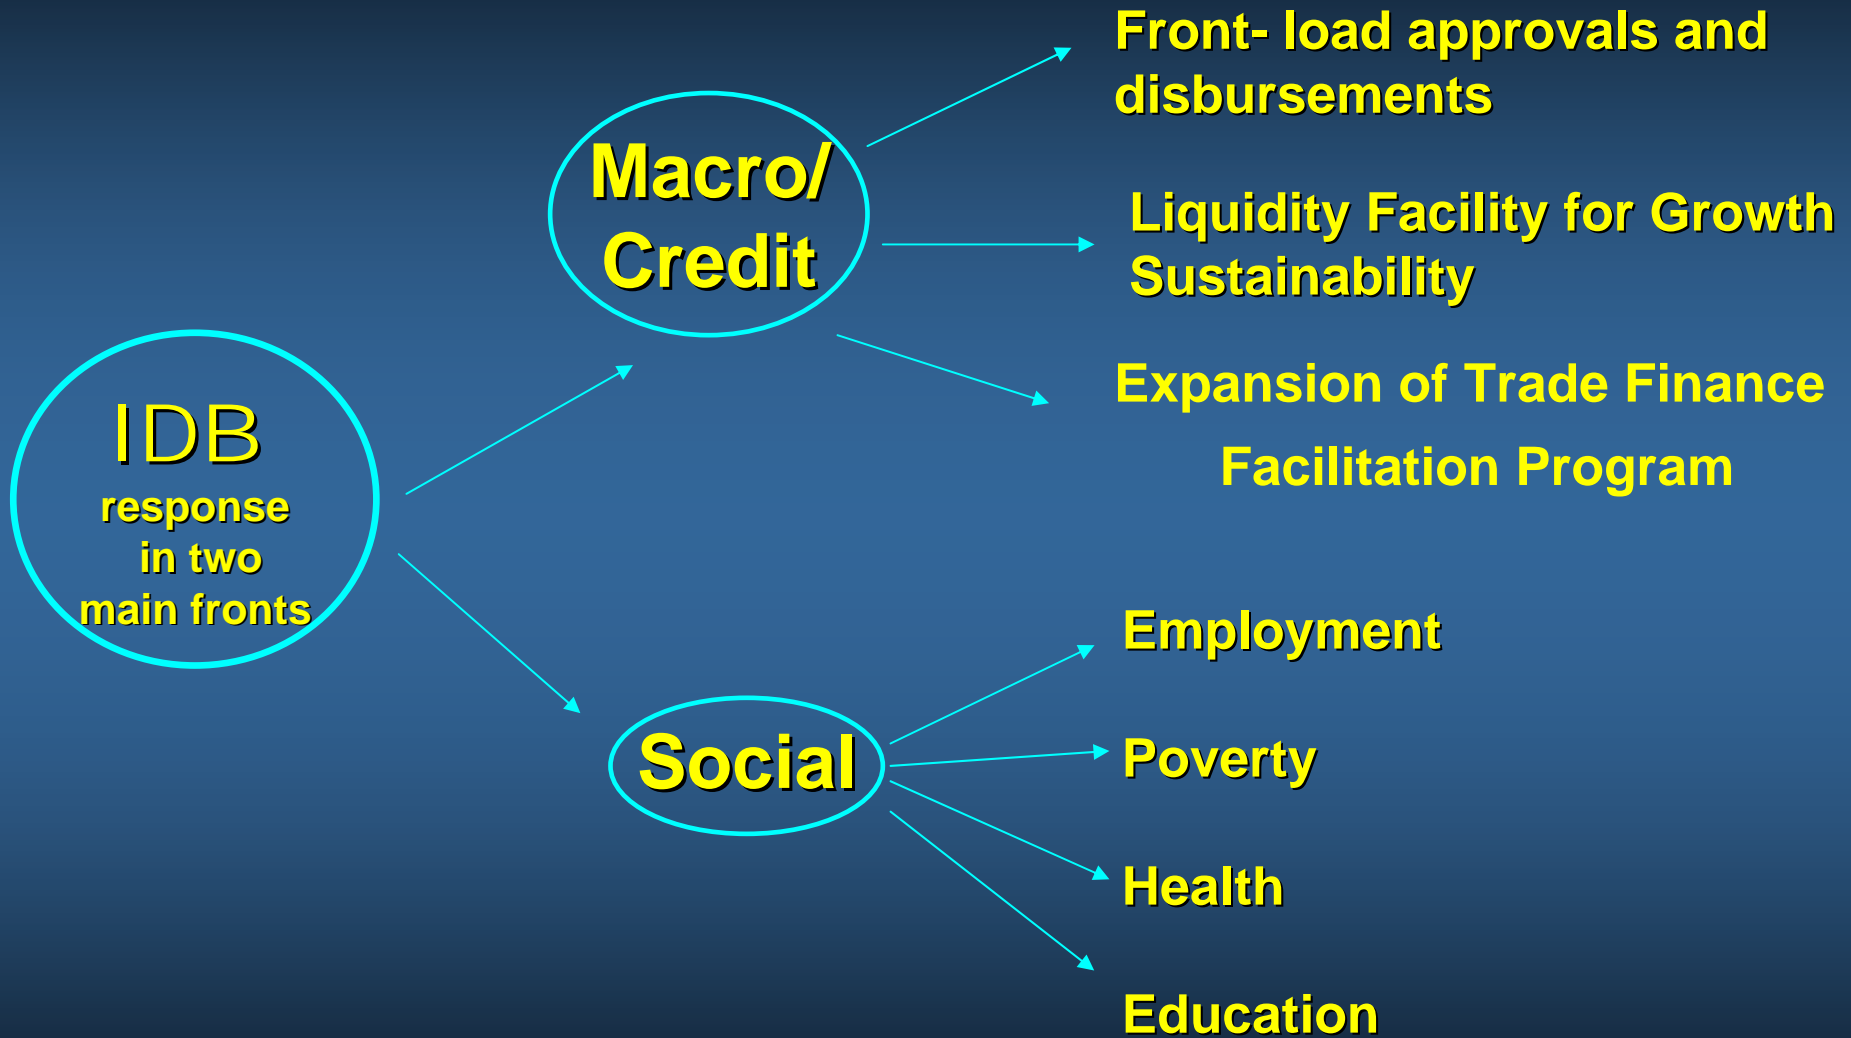 IDB
response
in two
main fronts
Macro/
Credit
Front- load approvals and
disbursements
Liquidity Facility for Growth
Sustainability
Expansion of Trade Finance
Facilitation Program
Social
Employment
Poverty
Health
Education